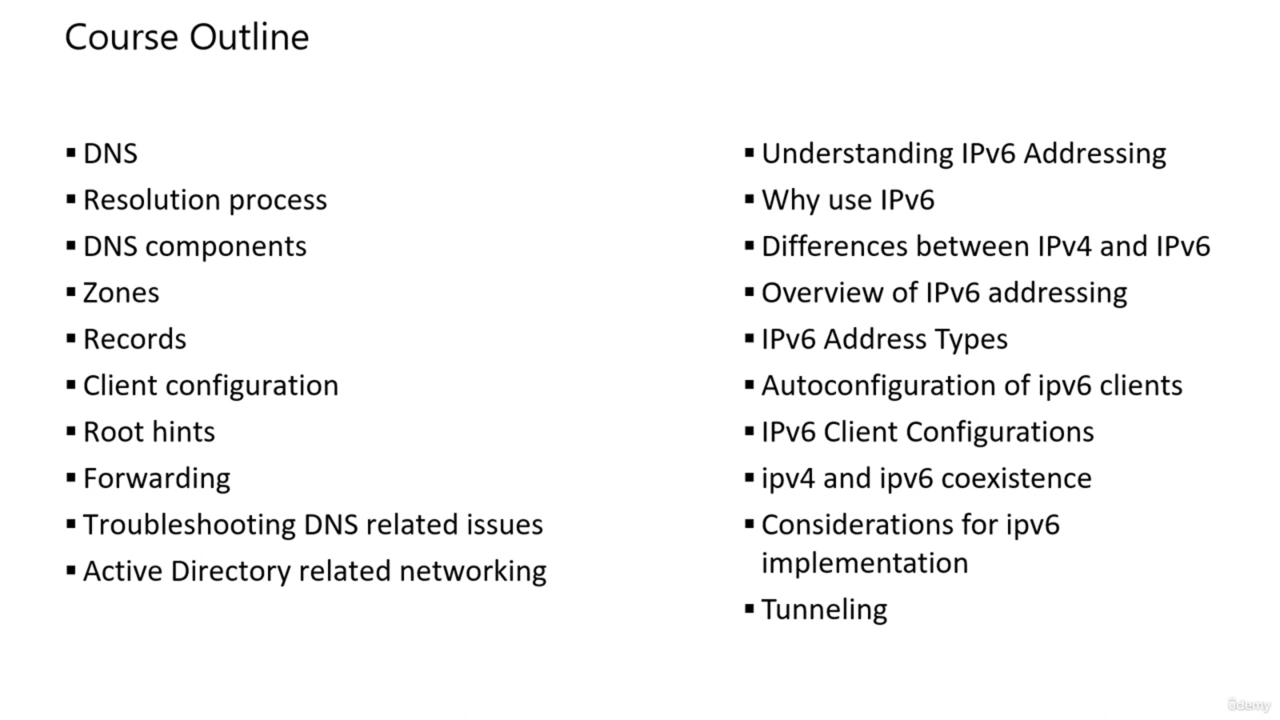 Course Outline
▪ DNS
▪ Resolution process
▪ DNS components
▪ Zones
▪ Records
▪ Client configuration
▪ Root hints
▪ Forwarding
▪ Troubleshooting DNS related issues
▪ Active Directory related networking
▪ Understanding IPv6 Addressing
▪ Why use IPv6
▪ Differences between IPv4 and IPv6
▪ Overview of IPv6 addressing
▪ IPv6 Address Types
▪ Autoconfiguration of ipv6 clients
▪ IPv6 Client Configurations
▪ ipv4 and ipv6 coexistence
▪ Considerations for ipv6
implementation
▪ Tunneling
ûdemy